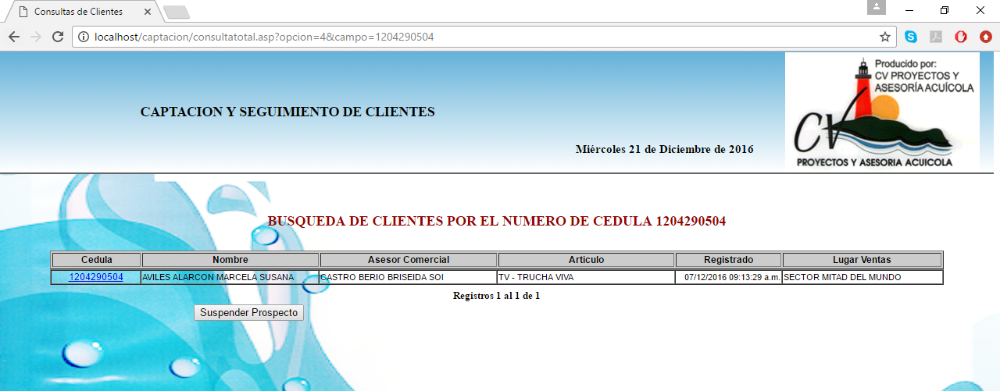 Consultas de Clientes
localhost/captacion/consultatotal.asp?opcion=4&campo=1204290504
Producido por:
CV PROYECTOS Y
ASESORÍA ACUÍCOLA
CAPTACION Y SEGUIMIENTO DE CLIENTES
CV
Miércoles 21 de Diciembre de 2016
PROYECTOS Y ASESORIA ACUICOLA
BUSQUEDA DE CLIENTES POR EL NUMERO DE CEDULA 1204290504
Cedula Nombre Asesor Comercial Articulo Registrado Lugar Ventas
1204290504 AVILES ALARCON MARCELA SUSANA CASTRO BERIO BRISEIDA SOI TV - TRUCHA VIVA 07/12/2016 09:13:29 a.m. SECTOR MITAD DEL MUNDO
Registros 1 al 1 de 1
Suspender Prospecto